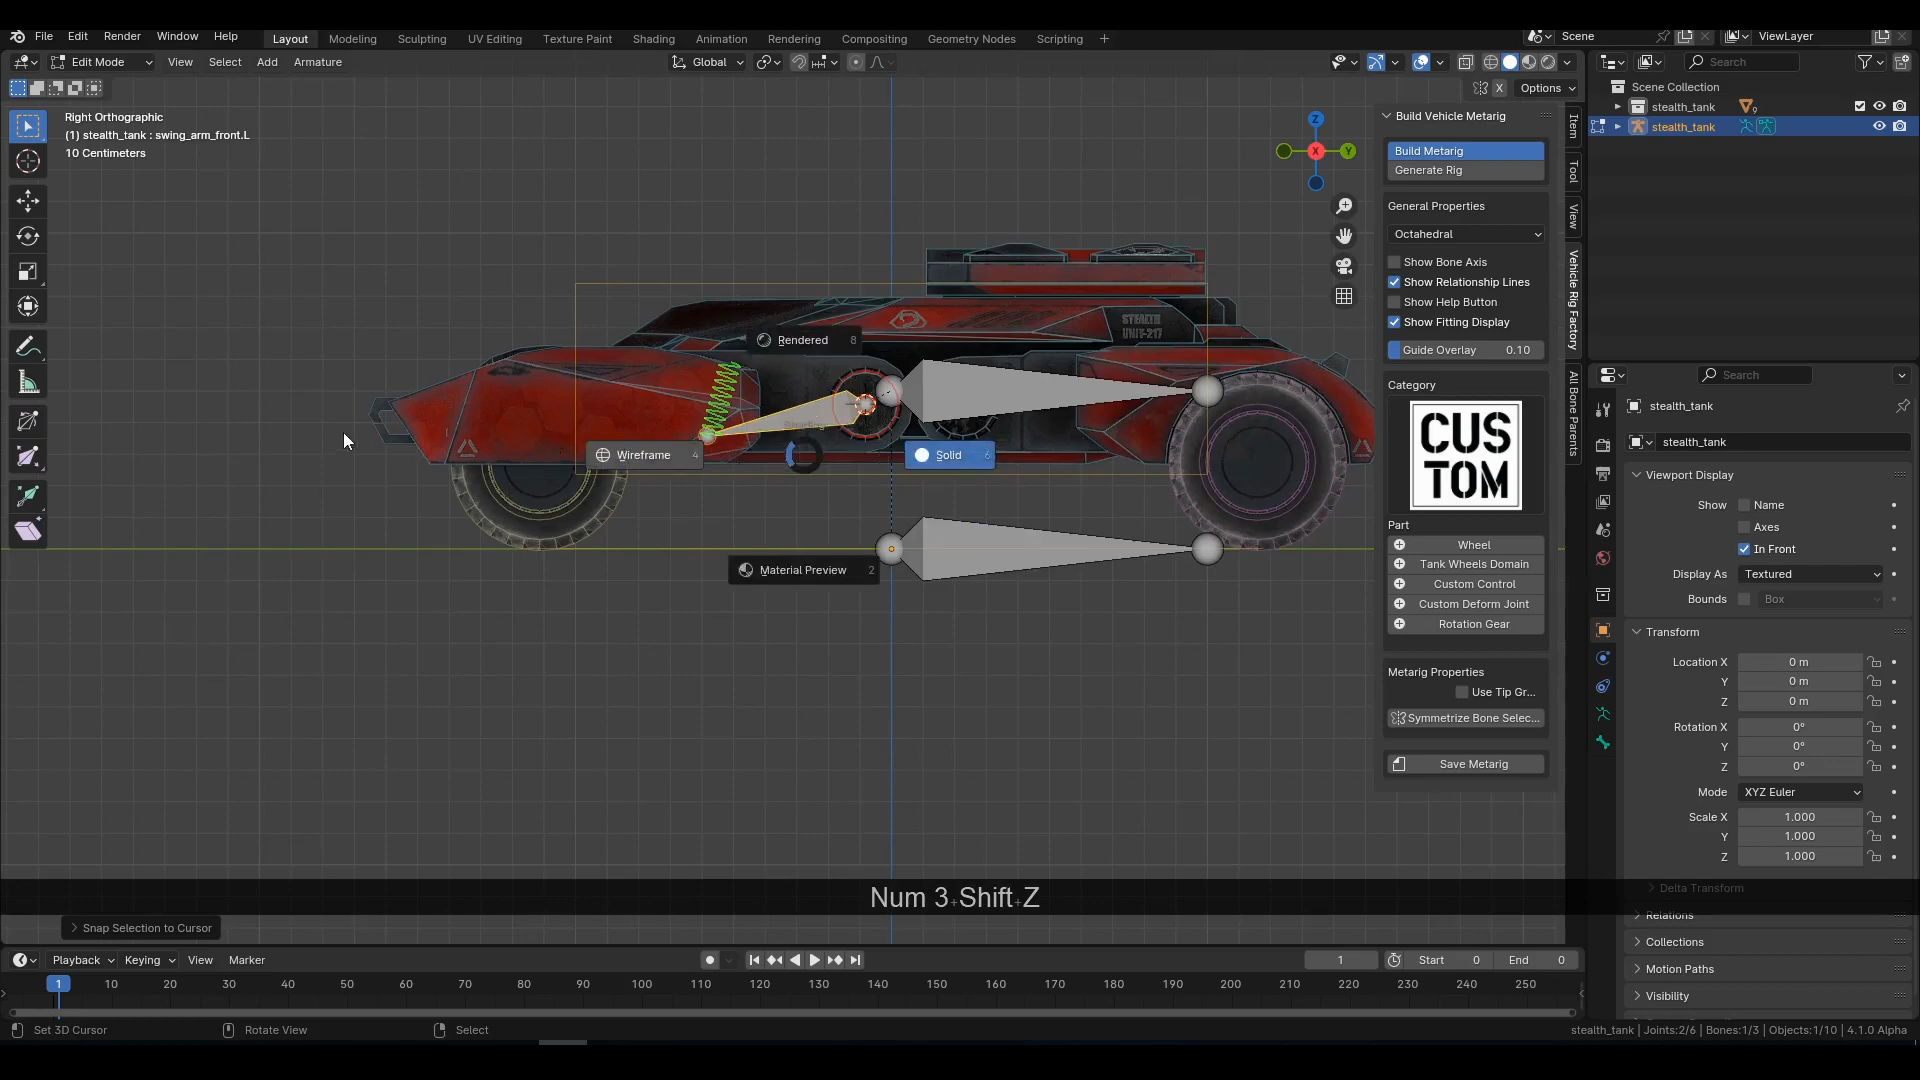 File Edit Render Window Help Layout Modeling Sculpting UV Editing Texture Paint Shading Animation Rendering Compositing Geometry Nodes Scripting + Scene ViewLayer
Edit Mode View Select Add Armature Global Search
X Options
Right Orthographic
(1) stealth_tank : swing_arm_front.L
10 Centimeters
Z
X
Y
STEALTH
UNIT-217
Rendered 8
Wireframe 4
Solid 6
Material Preview 2
Build Vehicle Metarig
Build Metarig
Generate Rig
General Properties
Octahedral
Show Bone Axis
Show Relationship Lines
Show Help Button
Show Fitting Display
Guide Overlay 0.10
Category
CUS
TOM
Part
Wheel
Tank Wheels Domain
Custom Control
Custom Deform Joint
Rotation Gear
Metarig Properties
Use Tip Gr...
Symmetrize Bone Selec...
Save Metarig
Item
Tool
View
Vehicle Rig Factory
All Bone Parents
Scene Collection
stealth_tank 9
stealth_tank
Search
stealth_tank
stealth_tank
Viewport Display
Show Name
Axes
In Front
Display As Textured
Bounds Box
Transform
Location X 0 m
Y 0 m
Z 0 m
Rotation X 0°
Y 0°
Z 0°
Mode XYZ Euler
Scale X 1.000
Y 1.000
Z 1.000
Delta Transform
Relations
Collections
Motion Paths
Visibility
Num 3+Shift+Z
Snap Selection to Cursor
Playback Keying View Marker 1 Start 0 End 0
1 10 20 30 40 50 60 70 80 90 100 110 120 130 140 150 160 170 180 190 200 210 220 230 240 250
Set 3D Cursor Rotate View Select stealth_tank | Joints:2/6 | Bones:1/3 | Objects:1/10 | 4.1.0 Alpha